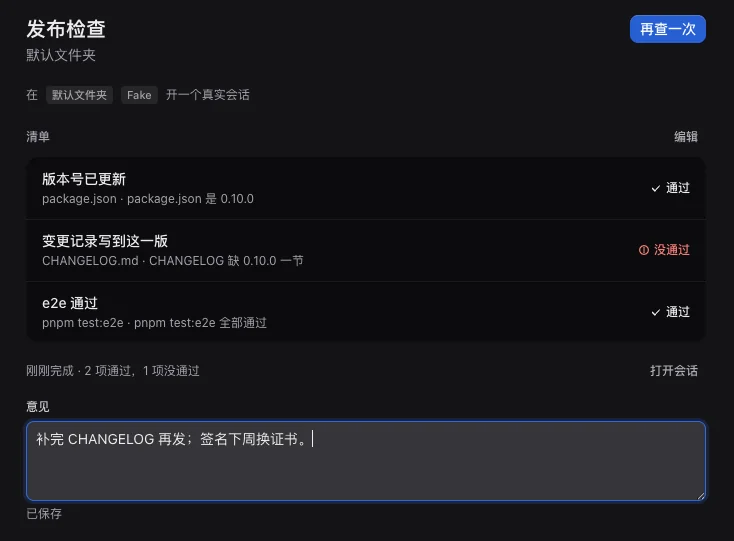 发布检查
再查一次
默认文件夹
在 默认文件夹 Fake 开一个真实会话
清单
编辑
版本号已更新
package.json · package.json 是 0.10.0
通过
变更记录写到这一版
CHANGELOG.md · CHANGELOG 缺 0.10.0 一节
没通过
e2e 通过
pnpm test:e2e · pnpm test:e2e 全部通过
通过
刚刚完成 · 2 项通过，1 项没通过
打开会话
意见
补完 CHANGELOG 再发；签名下周换证书。
已保存